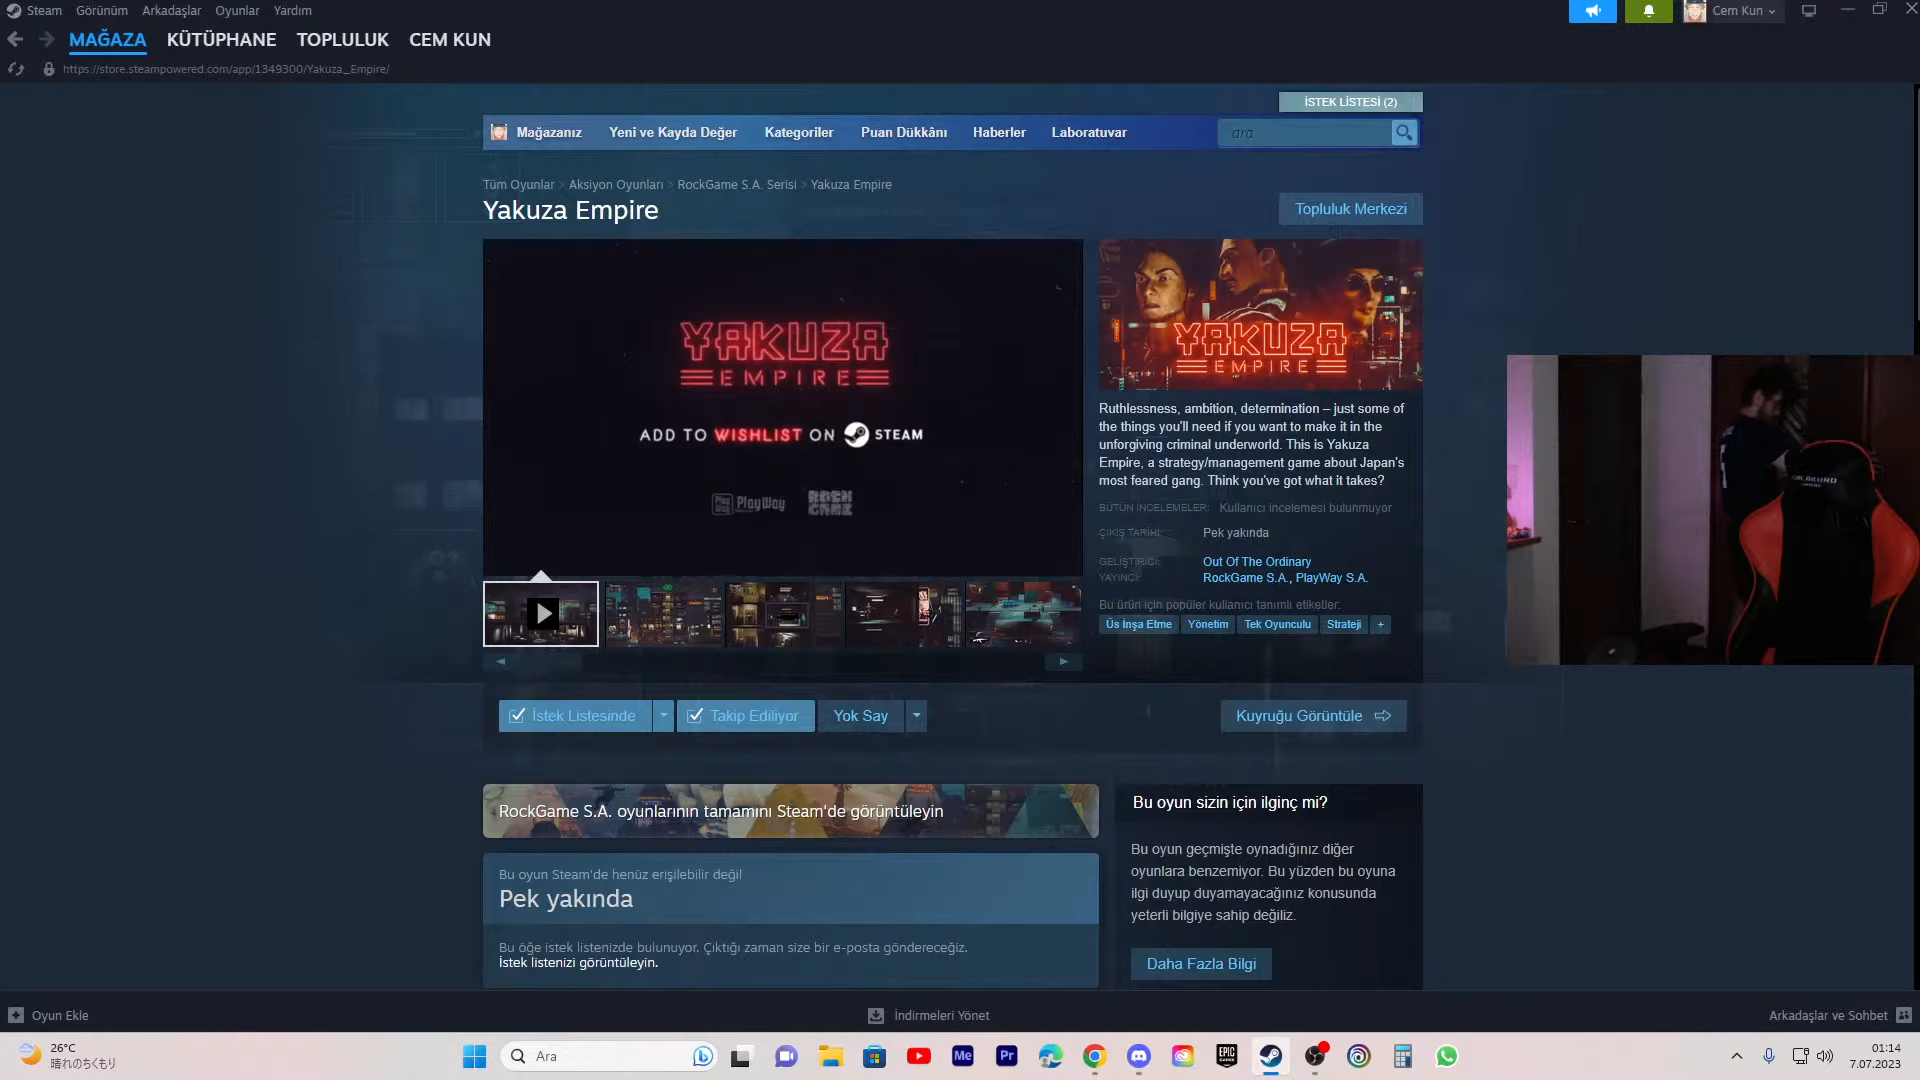 Steam Görünüm Arkadaşlar Oyunlar Yardım
Cem Kun
MAĞAZA KÜTÜPHANE TOPLULUK CEM KUN
https://store.steampowered.com/app/1349300/Yakuza_Empire/
İSTEK LİSTESİ (2)
Mağazanız Yeni ve Kayda Değer Kategoriler Puan Dükkânı Haberler Laboratuvar
ara
Tüm Oyunlar > Aksiyon Oyunları > RockGame S.A. Serisi > Yakuza Empire
Yakuza Empire
Topluluk Merkezi
YAKUZA
EMPIRE
ADD TO WISHLIST ON STEAM
PlayWay
ROCK
GAME
YAKUZA
EMPIRE
Ruthlessness, ambition, determination – just some of
the things you'll need if you want to make it in the
unforgiving criminal underworld. This is Yakuza
Empire, a strategy/management game about Japan's
most feared gang. Think you've got what it takes?
BÜTÜN İNCELEMELER: Kullanıcı incelemesi bulunmuyor
ÇIKIŞ TARİHİ: Pek yakında
GELİŞTİRİCİ: Out Of The Ordinary
YAYINCI: RockGame S.A., PlayWay S.A.
Bu ürün için popüler kullanıcı tanımlı etiketler:
Üs İnşa Etme Yönetim Tek Oyunculu Strateji +
İstek Listesinde Takip Ediliyor Yok Say
Kuyruğu Görüntüle
RockGame S.A. oyunlarının tamamını Steam'de görüntüleyin
Bu oyun Steam'de henüz erişilebilir değil
Pek yakında
Bu öğe istek listenizde bulunuyor. Çıktığı zaman size bir e-posta göndereceğiz.
İstek listenizi görüntüleyin.
Bu oyun sizin için ilginç mi?
Bu oyun geçmişte oynadığınız diğer
oyunlara benzemiyor. Bu yüzden bu oyuna
ilgi duyup duyamayacağınız konusunda
yeterli bilgiye sahip değiliz.
Daha Fazla Bilgi
Oyun Ekle
İndirmeleri Yönet
Arkadaşlar ve Sohbet
26°C
晴れのちくもり
Ara
Me
Pr
EPIC
GAMES
01:14
7.07.2023